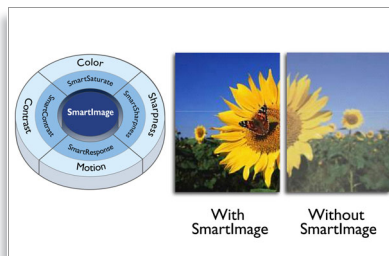 Color
SmartSaturate
Contrast
SmartContrast
SmartImage
SmartSharpness
Sharpness
SmartResponse
Motion
With
SmartImage
Without
SmartImage